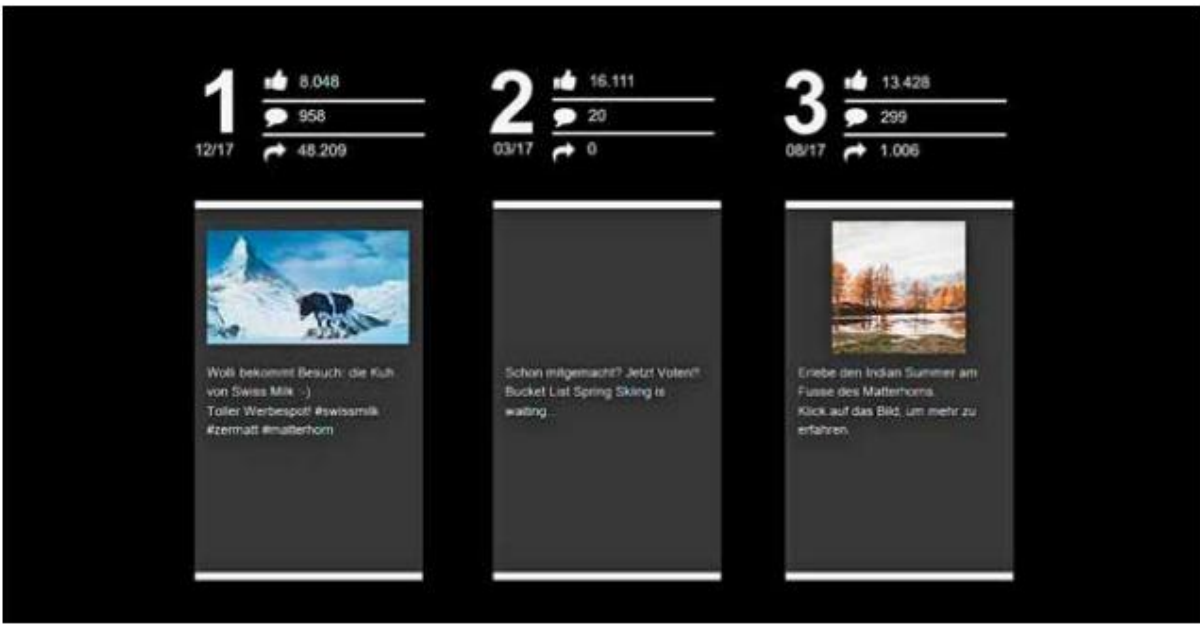 1
8.048
958
12/17
48.209
2
16.111
20
03/17
0
3
13.428
299
08/17
1.006
Wolli bekommt Besuch: die Kuh
von Swiss Milk :-)
Toller Werbespot! #swissmilk
#zermatt #matterhorn
Schon mitgemacht? Jetzt Voten!!
Bucket List Spring Skiing is
waiting...
Erlebe den Indian Summer am
Fusse des Matterhorns.
Klick auf das Bild, um mehr zu
erfahren.